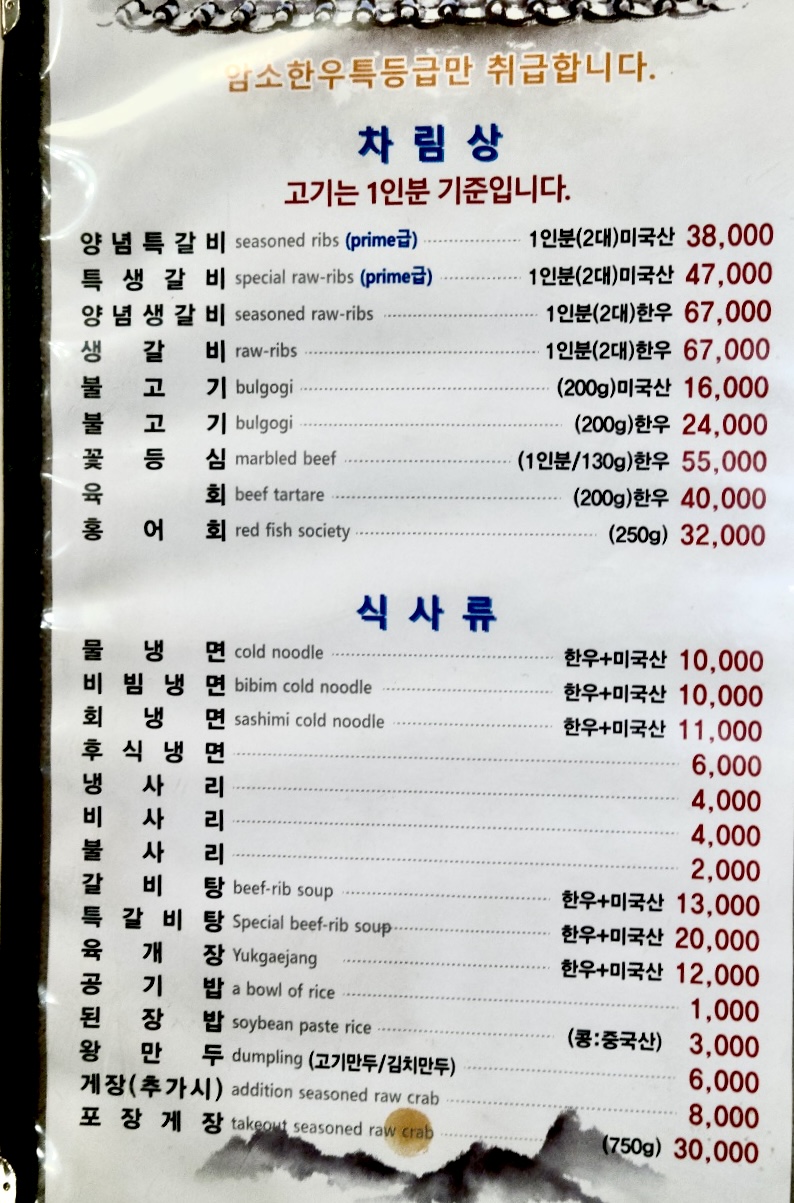 암소한우특등급만 취급합니다.
차림상
고기는 1인분 기준입니다.
양념특갈비 seasoned ribs (prime급) 1인분(2대)미국산 38,000
특생갈비 special raw-ribs (prime급) 1인분(2대)미국산 47,000
양념생갈비 seasoned raw-ribs 1인분(2대)한우 67,000
생갈비 raw-ribs 1인분(2대)한우 67,000
불고기 bulgogi (200g)미국산 16,000
불고기 bulgogi (200g)한우 24,000
꽃등심 marbled beef (1인분/130g)한우 55,000
육회 beef tartare (200g)한우 40,000
홍어회 red fish society (250g) 32,000
식사류
물냉면 cold noodle 한우+미국산 10,000
비빔냉면 bibim cold noodle 한우+미국산 10,000
회냉면 sashimi cold noodle 한우+미국산 11,000
후식냉면 6,000
냉사리 4,000
비사리 4,000
불사리 2,000
갈비탕 beef-rib soup 한우+미국산 13,000
특갈비탕 Special beef-rib soup 한우+미국산 20,000
육개장 Yukgaejang 한우+미국산 12,000
공기밥 a bowl of rice 1,000
된장밥 soybean paste rice (콩:중국산) 3,000
왕만두 dumpling (고기만두/김치만두) 6,000
게장(추가시) addition seasoned raw crab 8,000
포장게장 takeout seasoned raw crab (750g) 30,000